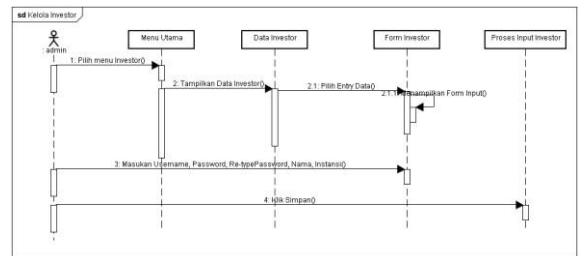 sd Kelola Investor
: admin
Menu Utama
Data Investor
Form Investor
Proses Input Investor
1: Pilih menu Investor()
2: Tampilkan Data Investor()
2.1: Pilih Entry Data()
2.1.1: Menampilkan Form Input()
3: Masukan Username, Password, Re-typePassword, Nama, Instansi()
4: Klik Simpan()